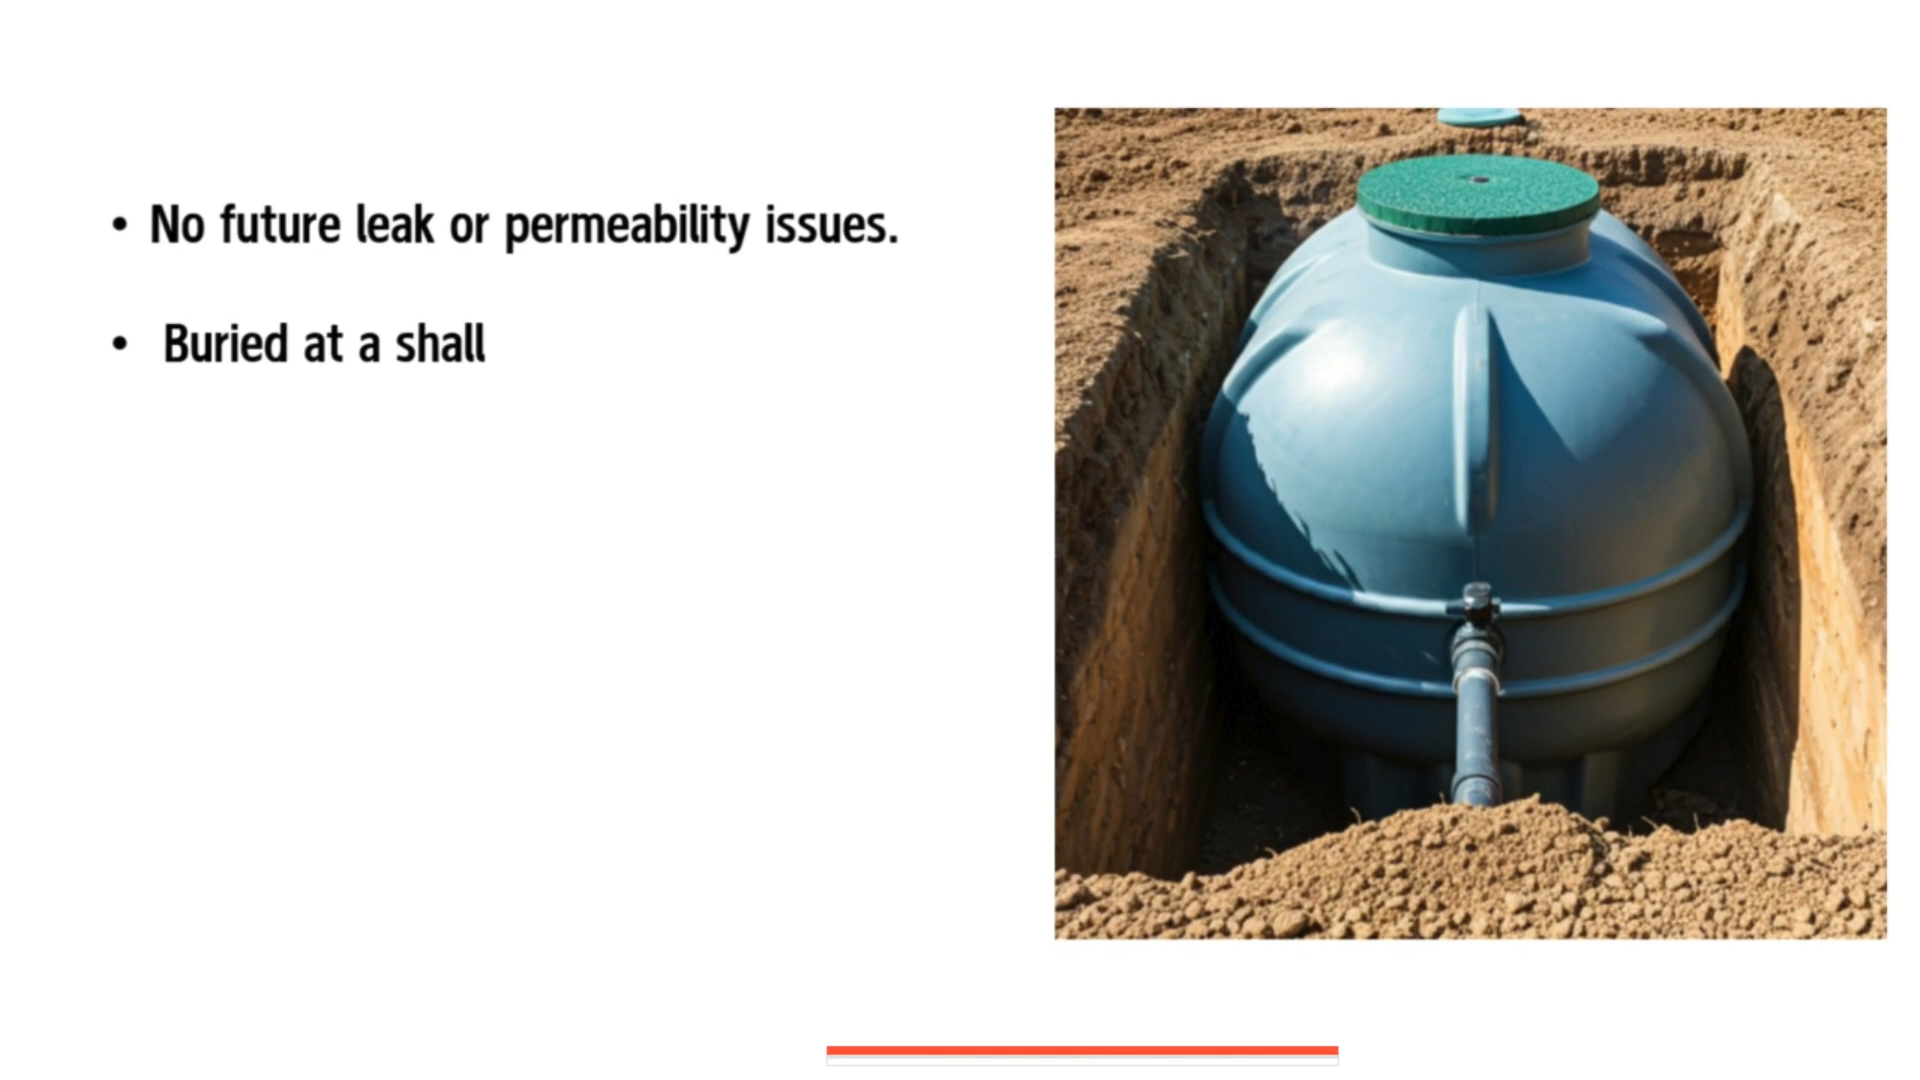 • No future leak or permeability issues.
• Buried at a shall